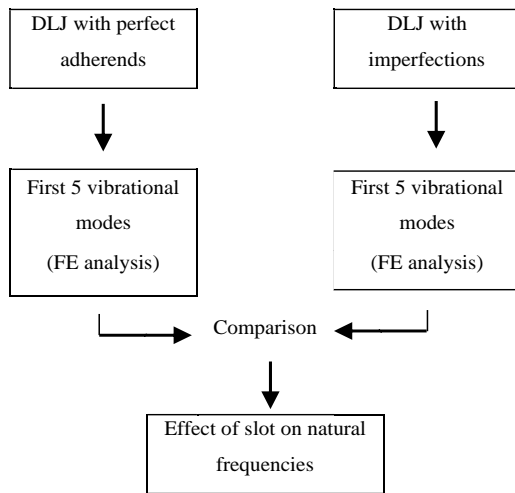 DLJ with perfect
adherends
DLJ with
imperfections
First 5 vibrational
modes
(FE analysis)
First 5 vibrational
modes
(FE analysis)
Comparison
Effect of slot on natural
frequencies